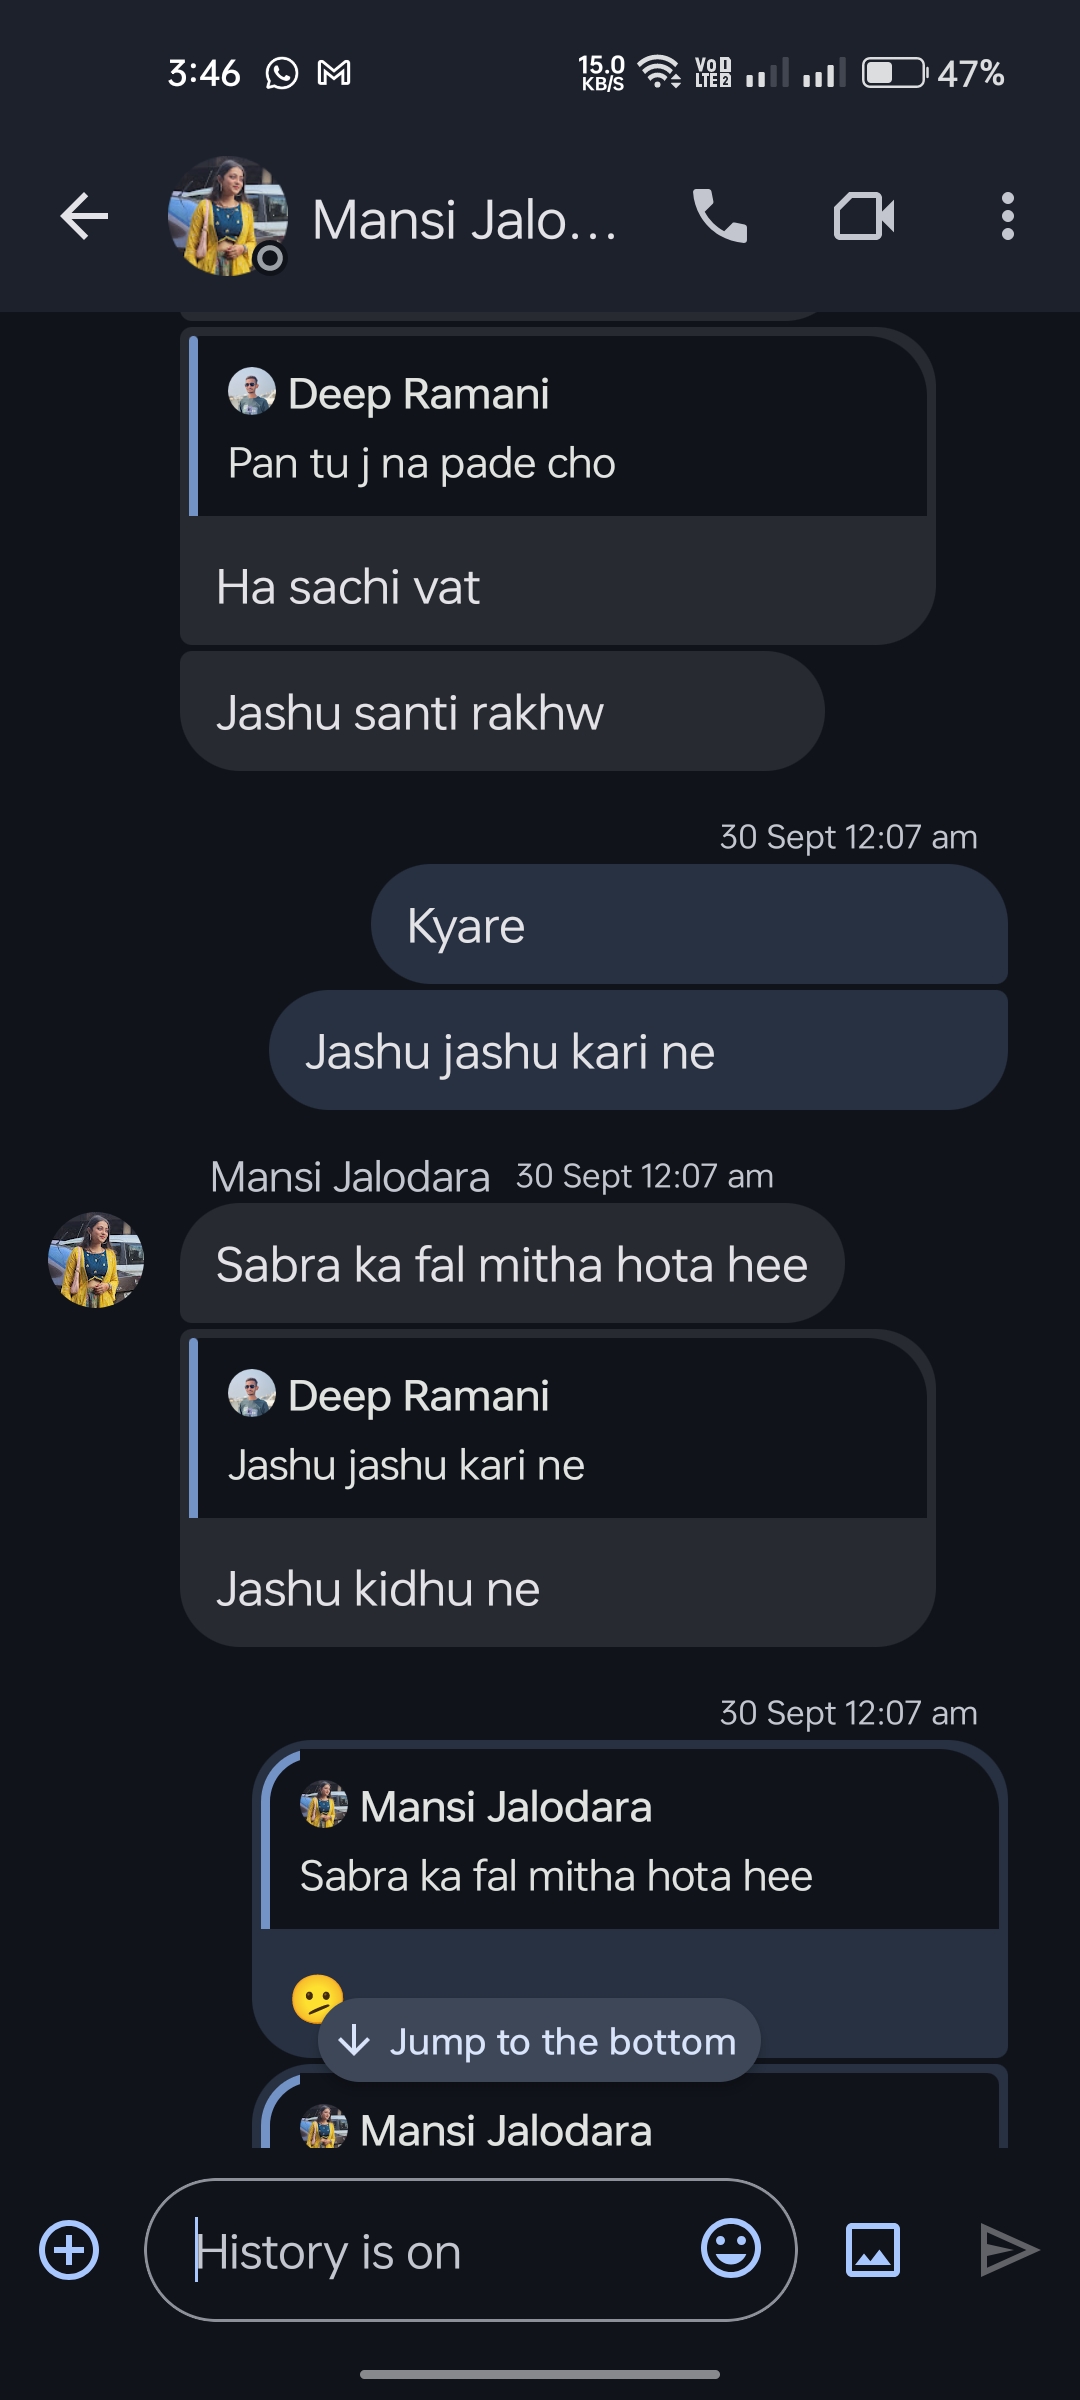 3:46
15.0 KB/S
VoD LTE 2
47%
Mansi Jalo...
Deep Ramani
Pan tu j na pade cho
Ha sachi vat
Jashu santi rakhw
30 Sept 12:07 am
Kyare
Jashu jashu kari ne
Mansi Jalodara 30 Sept 12:07 am
Sabra ka fal mitha hota hee
Deep Ramani
Jashu jashu kari ne
Jashu kidhu ne
30 Sept 12:07 am
Mansi Jalodara
Sabra ka fal mitha hota hee
🫤
Jump to the bottom
Mansi Jalodara
History is on